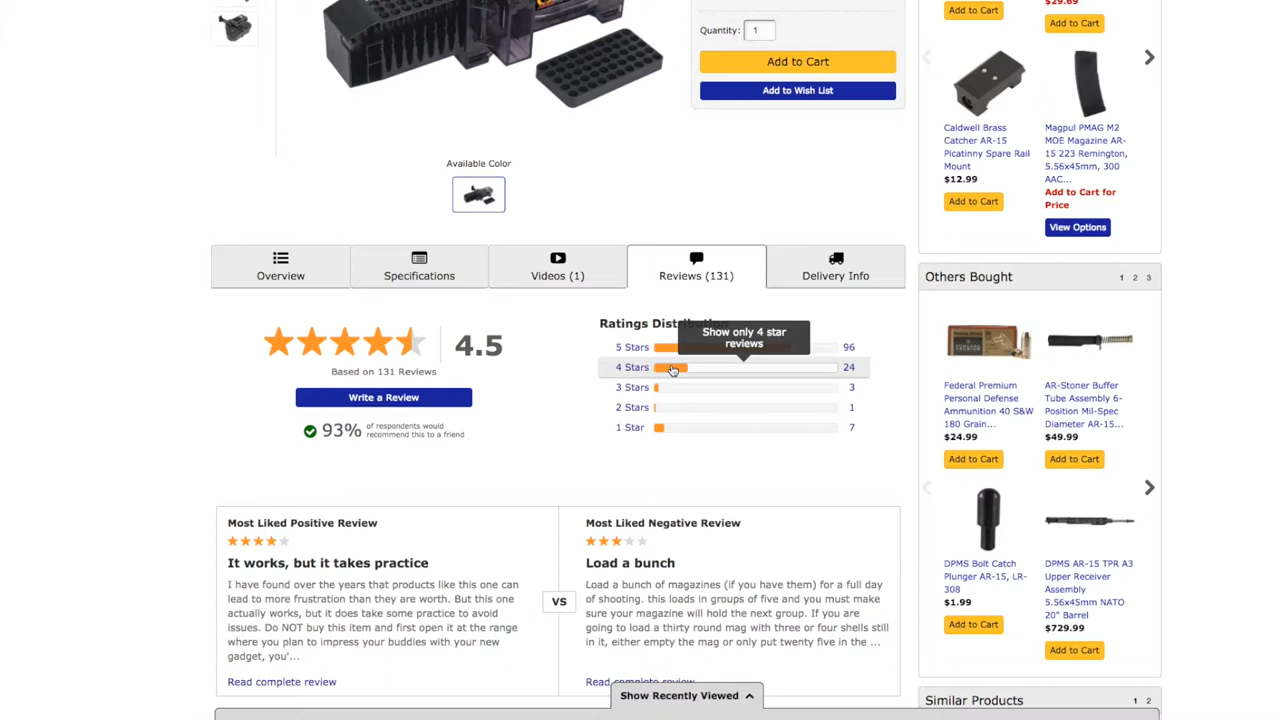 Quantity: 1
Add to Cart
Add to Wish List
Available Color
Overview
Specifications
Videos (1)
Reviews (131)
Delivery Info
4.5
Based on 131 Reviews
Write a Review
93% of respondents would
recommend this to a friend
Ratings Distribution
Show only 4 star
reviews
5 Stars 96
4 Stars 24
3 Stars 3
2 Stars 1
1 Star 7
Most Liked Positive Review
It works, but it takes practice
I have found over the years that products like this one can
lead to more frustration than they are worth. But this one
actually works, but it does take some practice to avoid
issues. Do NOT buy this item and first open it at the range
where you plan to impress your buddies with your new
gadget, you'...
Read complete review
VS
Most Liked Negative Review
Load a bunch
Load a bunch of magazines (if you have them) for a full day
of shooting. this loads in groups of five and you must make
sure your magazine will hold the next group. If you are
going to load a thirty round mag with three or four shells still
in it, either empty the mag or only put twenty five in the ...
Read complete review
Show Recently Viewed
Add to Cart
$29.69
Add to Cart
Caldwell Brass
Catcher AR-15
Picatinny Spare Rail
Mount
$12.99
Add to Cart
Magpul PMAG M2
MOE Magazine AR-
15 223 Remington,
5.56x45mm, 300
AAC...
Add to Cart for
Price
View Options
Others Bought 1 2 3
Federal Premium
Personal Defense
Ammunition 40 S&W
180 Grain...
$24.99
Add to Cart
AR-Stoner Buffer
Tube Assembly 6-
Position Mil-Spec
Diameter AR-15...
$49.99
Add to Cart
DPMS Bolt Catch
Plunger AR-15, LR-
308
$1.99
Add to Cart
DPMS AR-15 TPR A3
Upper Receiver
Assembly
5.56x45mm NATO
20" Barrel
$729.99
Add to Cart
Similar Products 1 2